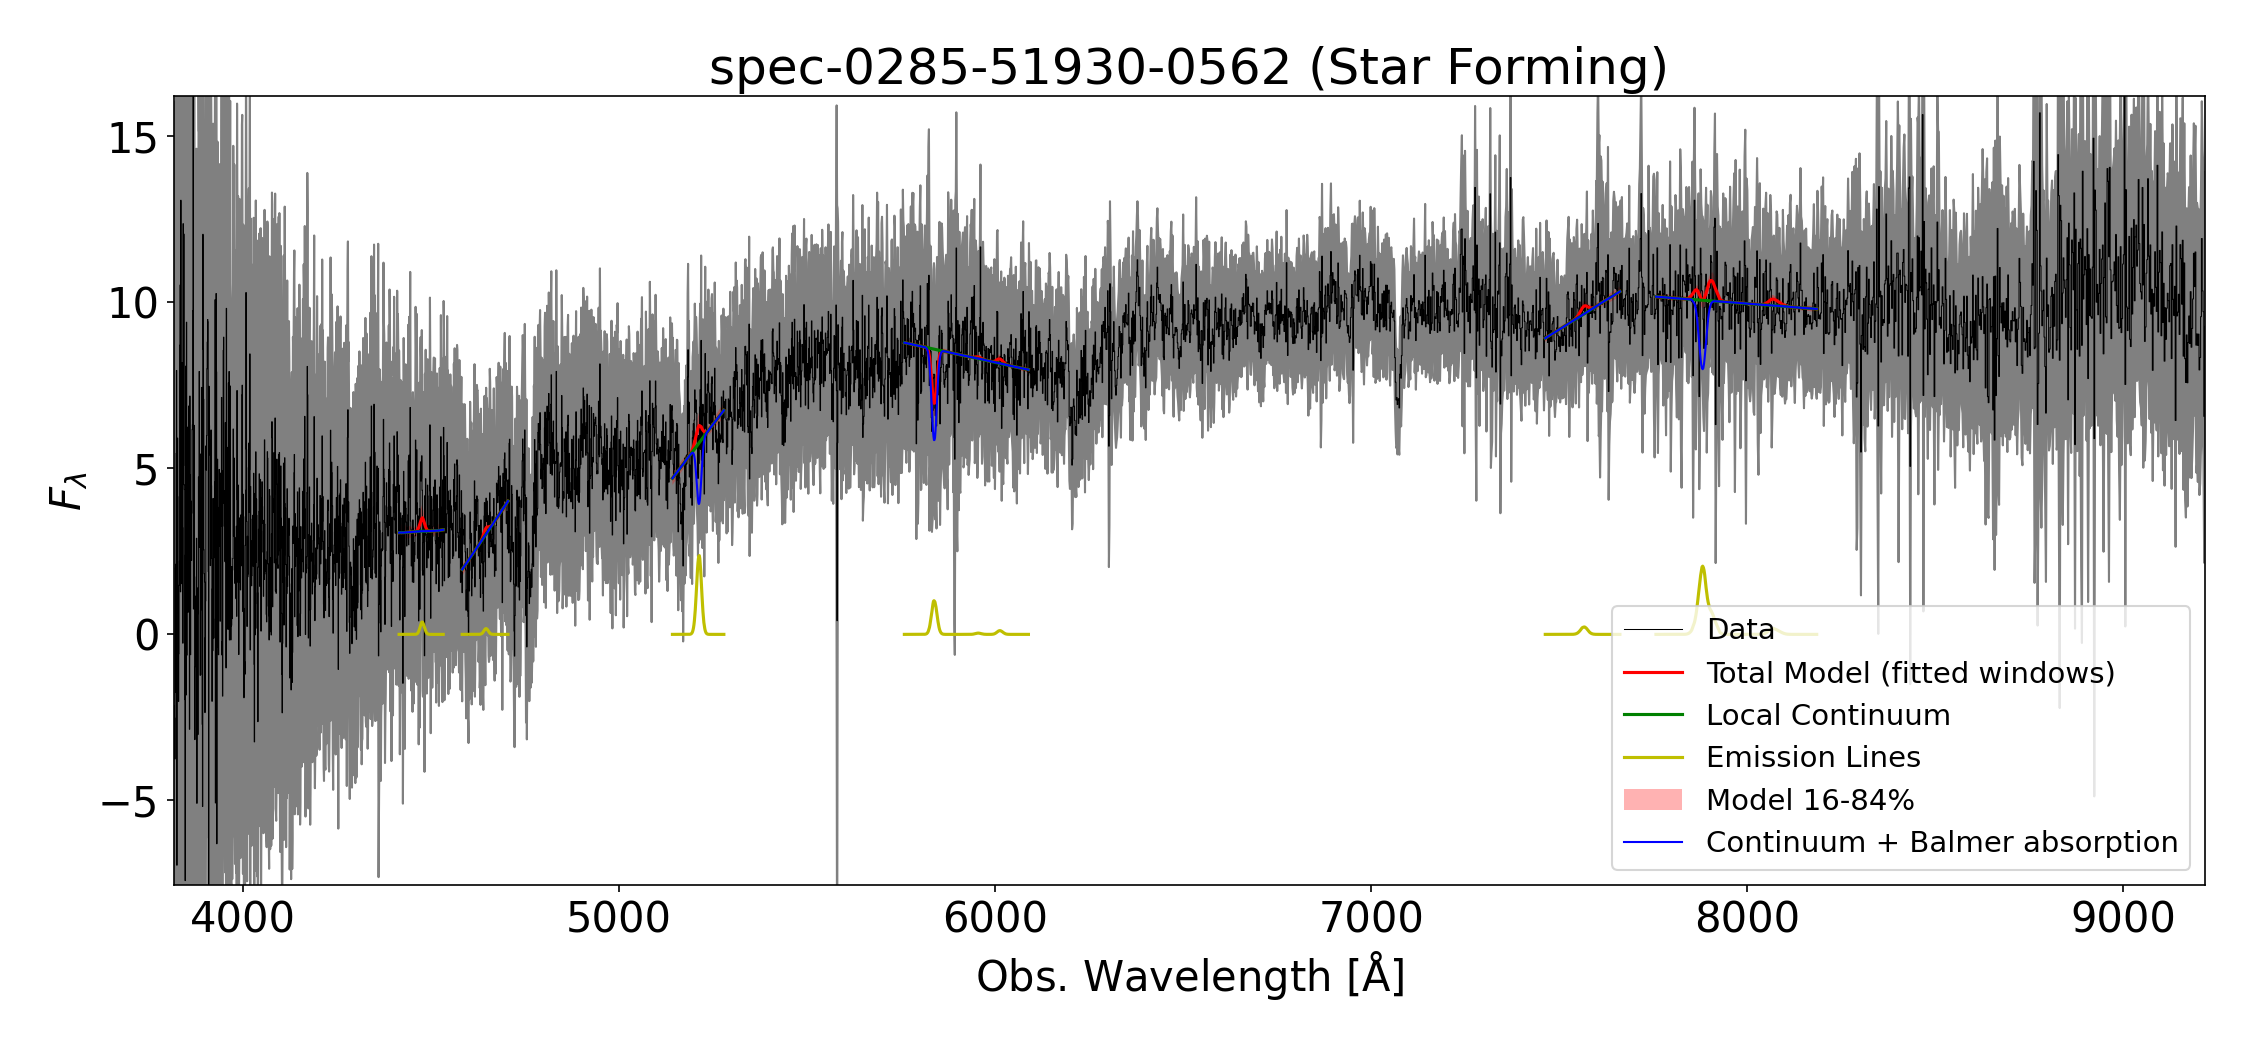 spec-0285-51930-0562 (Star Forming)
15
10
5
0
−5
F_λ
4000 5000 6000 7000 8000 9000
Obs. Wavelength [Å]
Data
Total Model (fitted windows)
Local Continuum
Emission Lines
Model 16-84%
Continuum + Balmer absorption